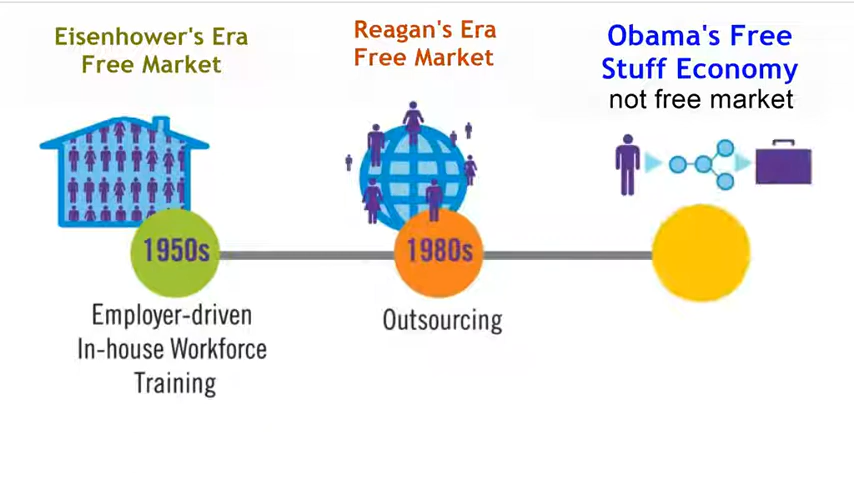 Eisenhower's Era
Free Market
Reagan's Era
Free Market
Obama's Free
Stuff Economy
not free market
1950s
1980s
Employer-driven
In-house Workforce
Training
Outsourcing